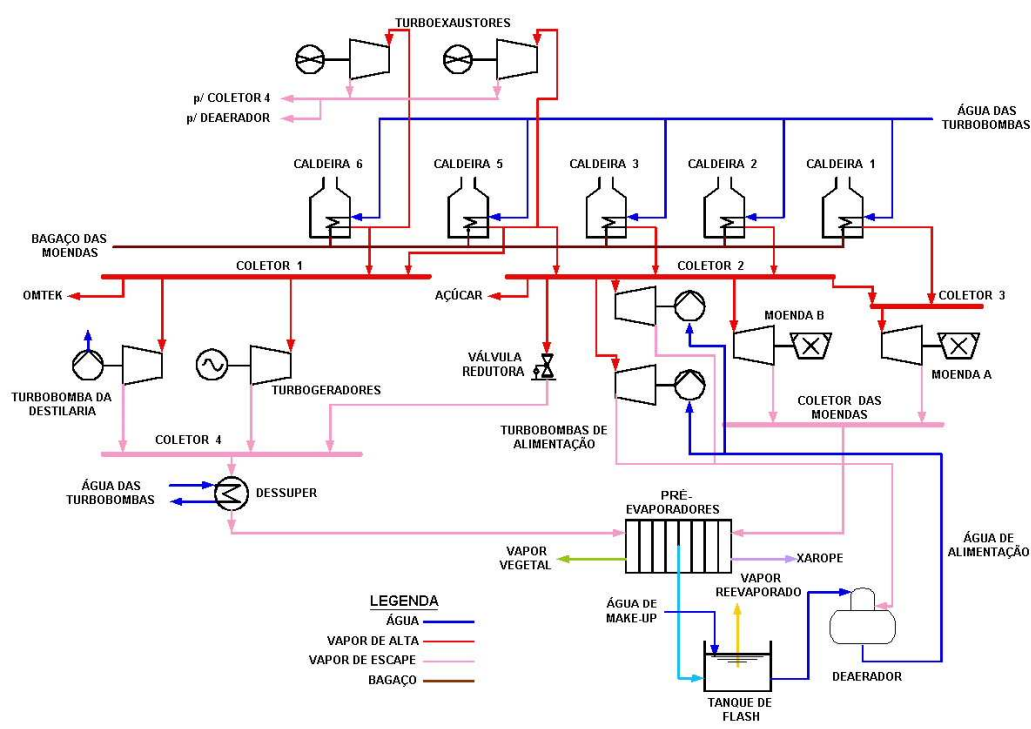 TURBOEXAUSTORES
p/ COLETOR 4
p/ DEAERADOR
ÁGUA DAS
TURBOBOMBAS
CALDEIRA 6
CALDEIRA 5
CALDEIRA 3
CALDEIRA 2
CALDEIRA 1
BAGAÇO DAS
MOENDAS
COLETOR 1
COLETOR 2
OMTEK
AÇÚCAR
COLETOR 3
MOENDA B
VÁLVULA
REDUTORA
MOENDA A
TURBOBOMBA DA
DESTILARIA
TURBOGERADORES
COLETOR DAS
MOENDAS
TURBOBOMBAS DE
ALIMENTAÇÃO
COLETOR 4
ÁGUA DAS
TURBOBOMBAS
DESSUPER
PRÉ-
EVAPORADORES
ÁGUA DE
ALIMENTAÇÃO
VAPOR
VEGETAL
XAROPE
VAPOR
REEVAPORADO
LEGENDA
ÁGUA
VAPOR DE ALTA
VAPOR DE ESCAPE
BAGAÇO
ÁGUA DE
MAKE-UP
DEAERADOR
TANQUE DE
FLASH